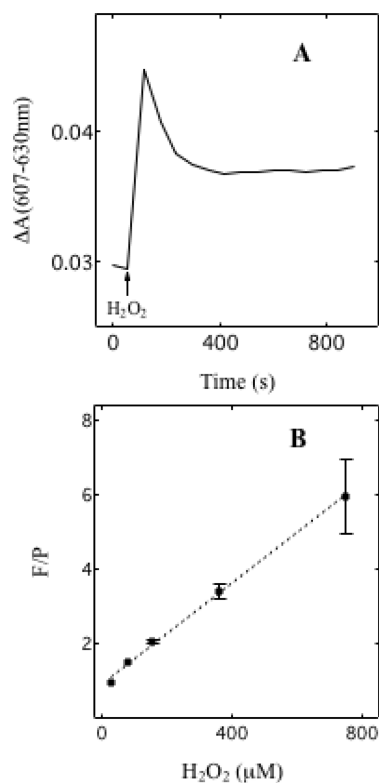 A
ΔA(607-630nm)
0.04
0.03
H₂O₂
0 400 800
Time (s)
B
F/P
8
6
4
2
0 400 800
H₂O₂ (μM)